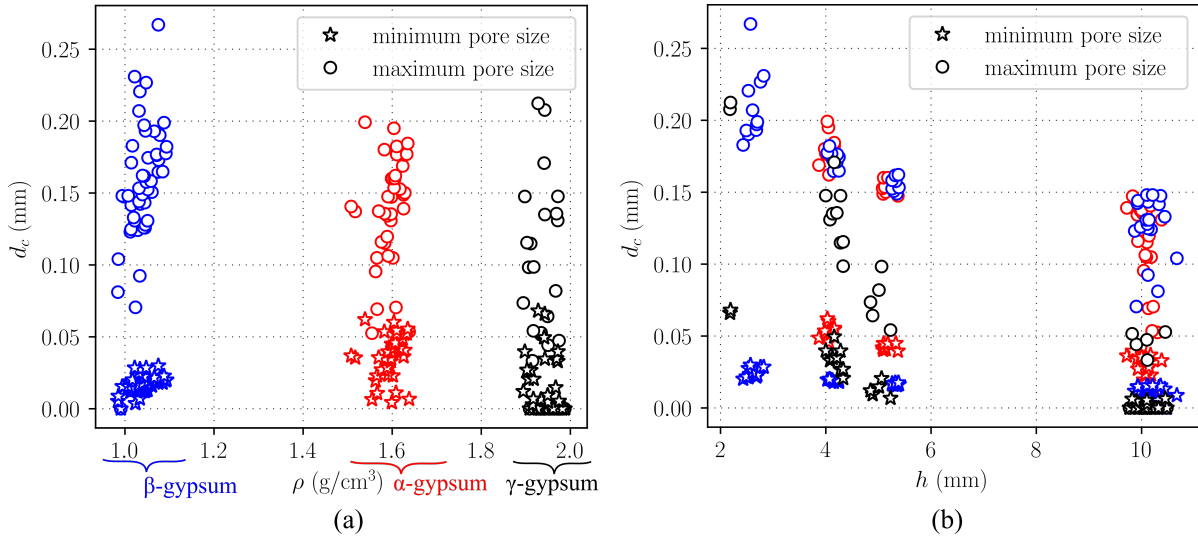 minimum pore size
maximum pore size
0.25
0.20
0.15
0.10
0.05
0.00
d_c (mm)
1.0 1.2 1.4 1.6 1.8 2.0
ρ (g/cm³)
β-gypsum α-gypsum γ-gypsum
(a)
minimum pore size
maximum pore size
0.25
0.20
0.15
0.10
0.05
0.00
d_c (mm)
2 4 6 8 10
h (mm)
(b)